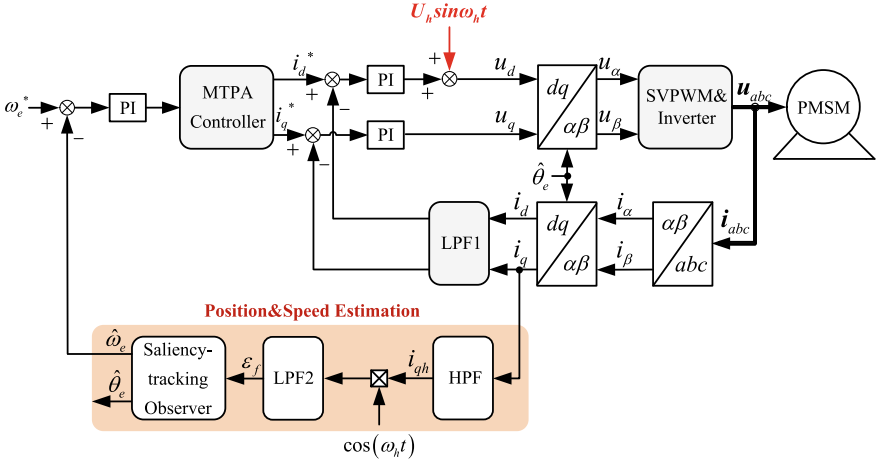 U_h sinω_h t
ω_e*
+
−
PI
MTPA
Controller
i_d*
i_q*
+
−
+
−
PI
PI
+
+
u_d
u_q
dq
αβ
u_α
u_β
SVPWM&
Inverter
u_abc
PMSM
θ̂_e
LPF1
i_d
i_q
dq
αβ
i_α
i_β
αβ
abc
i_abc
Position&Speed Estimation
ω̂_e
θ̂_e
Saliency-
tracking
Observer
ε_f
LPF2
i_qh
HPF
cos(ω_h t)